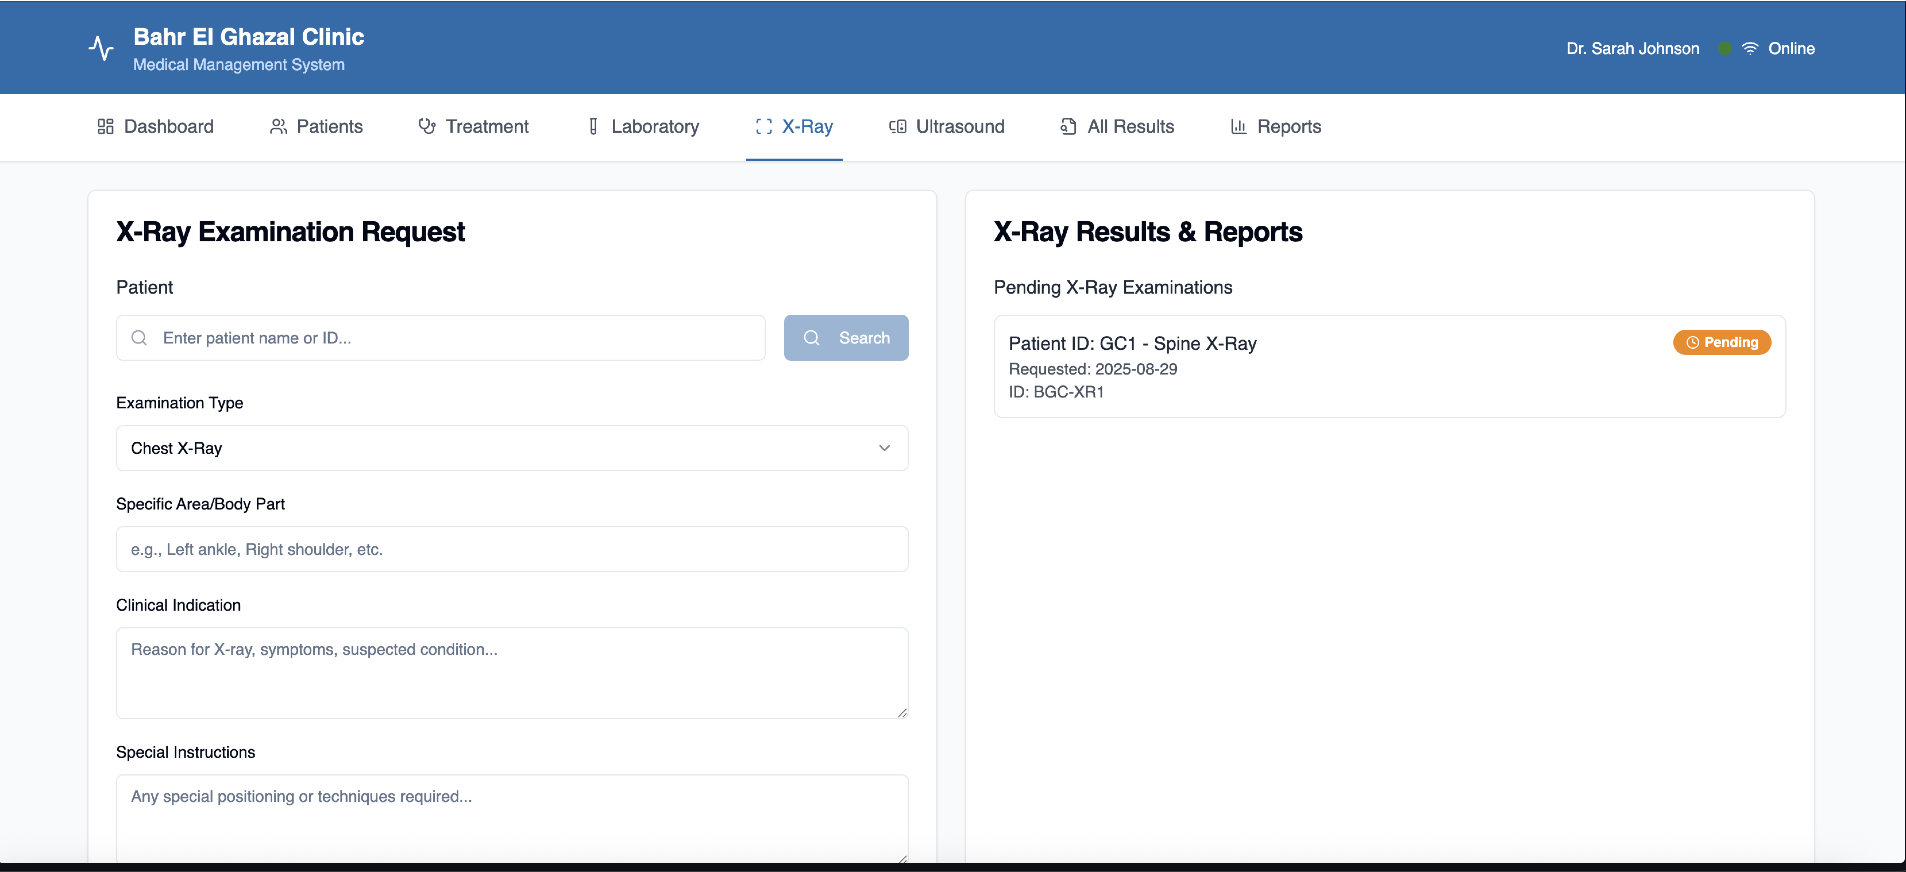 Bahr El Ghazal Clinic
Medical Management System
Dr. Sarah Johnson Online
Dashboard Patients Treatment Laboratory X-Ray Ultrasound All Results Reports
X-Ray Examination Request
Patient
Enter patient name or ID...
Search
Examination Type
Chest X-Ray
Specific Area/Body Part
e.g., Left ankle, Right shoulder, etc.
Clinical Indication
Reason for X-ray, symptoms, suspected condition...
Special Instructions
Any special positioning or techniques required...
X-Ray Results & Reports
Pending X-Ray Examinations
Patient ID: GC1 - Spine X-Ray
Pending
Requested: 2025-08-29
ID: BGC-XR1